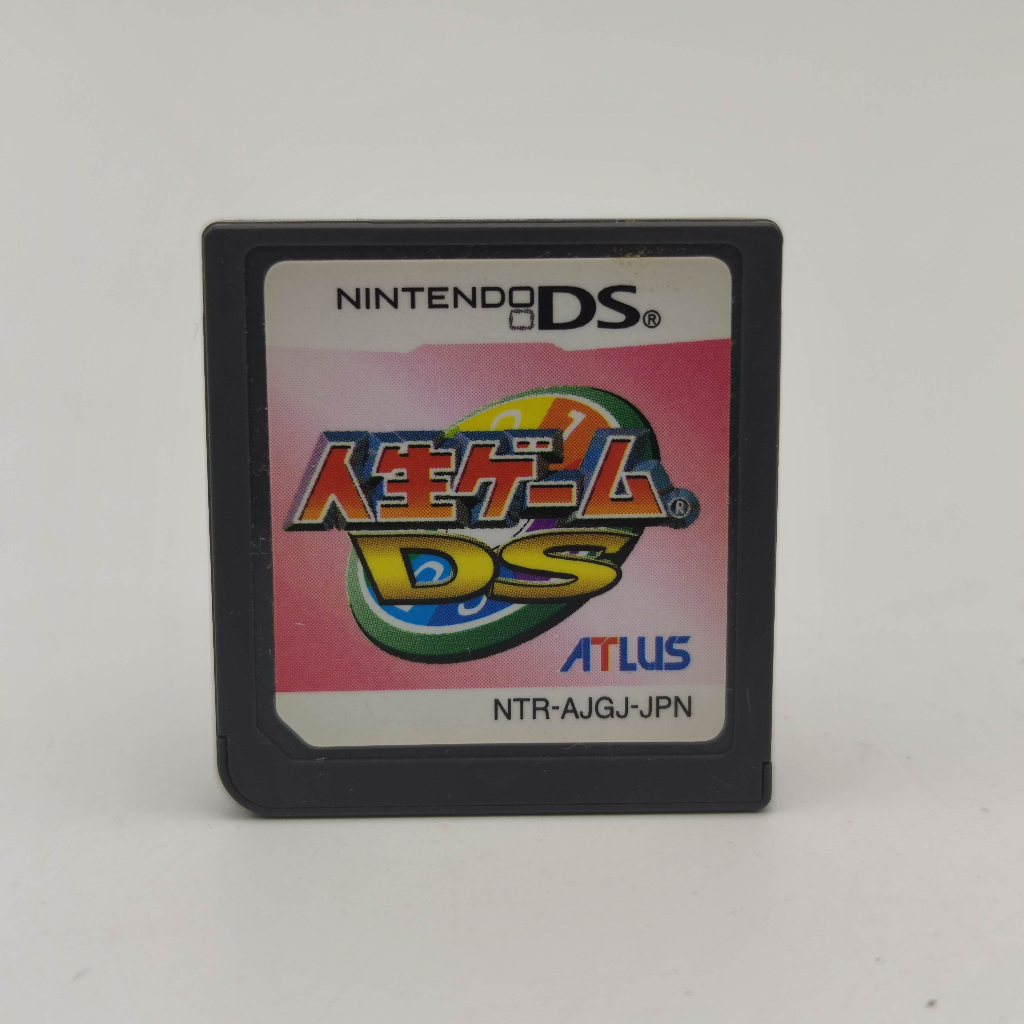 NINTENDO DS®
人生ゲーム®
DS
ATLUS
NTR-AJGJ-JPN